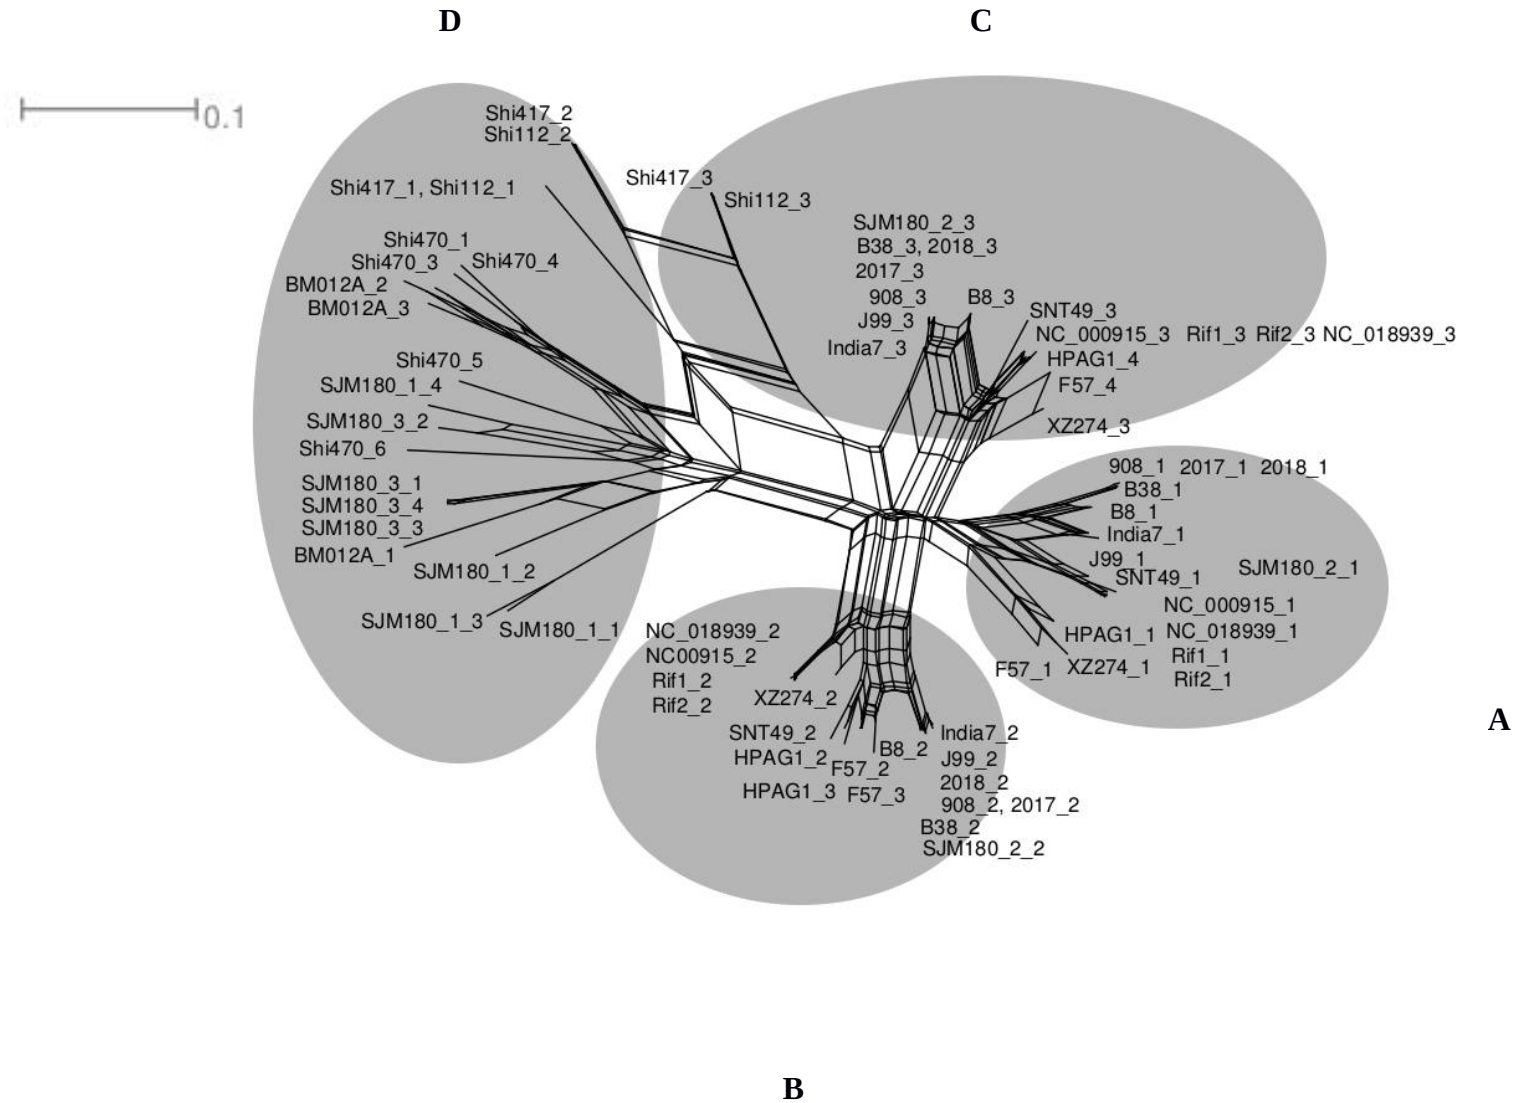 D
C
0.1
Shi417_2
Shi112_2
Shi417_1, Shi112_1
Shi417_3
Shi112_3
Shi470_1
Shi470_3
Shi470_4
BM012A_2
BM012A_3
Shi470_5
SJM180_1_4
SJM180_3_2
Shi470_6
SJM180_3_1
SJM180_3_4
SJM180_3_3
BM012A_1
SJM180_1_2
SJM180_1_3
SJM180_1_1
SJM180_2_3
B38_3, 2018_3
2017_3
908_3
B8_3
J99_3
India7_3
SNT49_3
NC_000915_3 Rif1_3 Rif2_3 NC_018939_3
HPAG1_4
F57_4
XZ274_3
908_1 2017_1 2018_1
B38_1
B8_1
India7_1
J99_1
SNT49_1
SJM180_2_1
NC_000915_1
HPAG1_1
NC_018939_1
Rif1_1
XZ274_1
F57_1
Rif2_1
A
NC_018939_2
NC00915_2
Rif1_2
Rif2_2
XZ274_2
SNT49_2
HPAG1_2
F57_2
B8_2
HPAG1_3
F57_3
India7_2
J99_2
2018_2
908_2, 2017_2
B38_2
SJM180_2_2
B